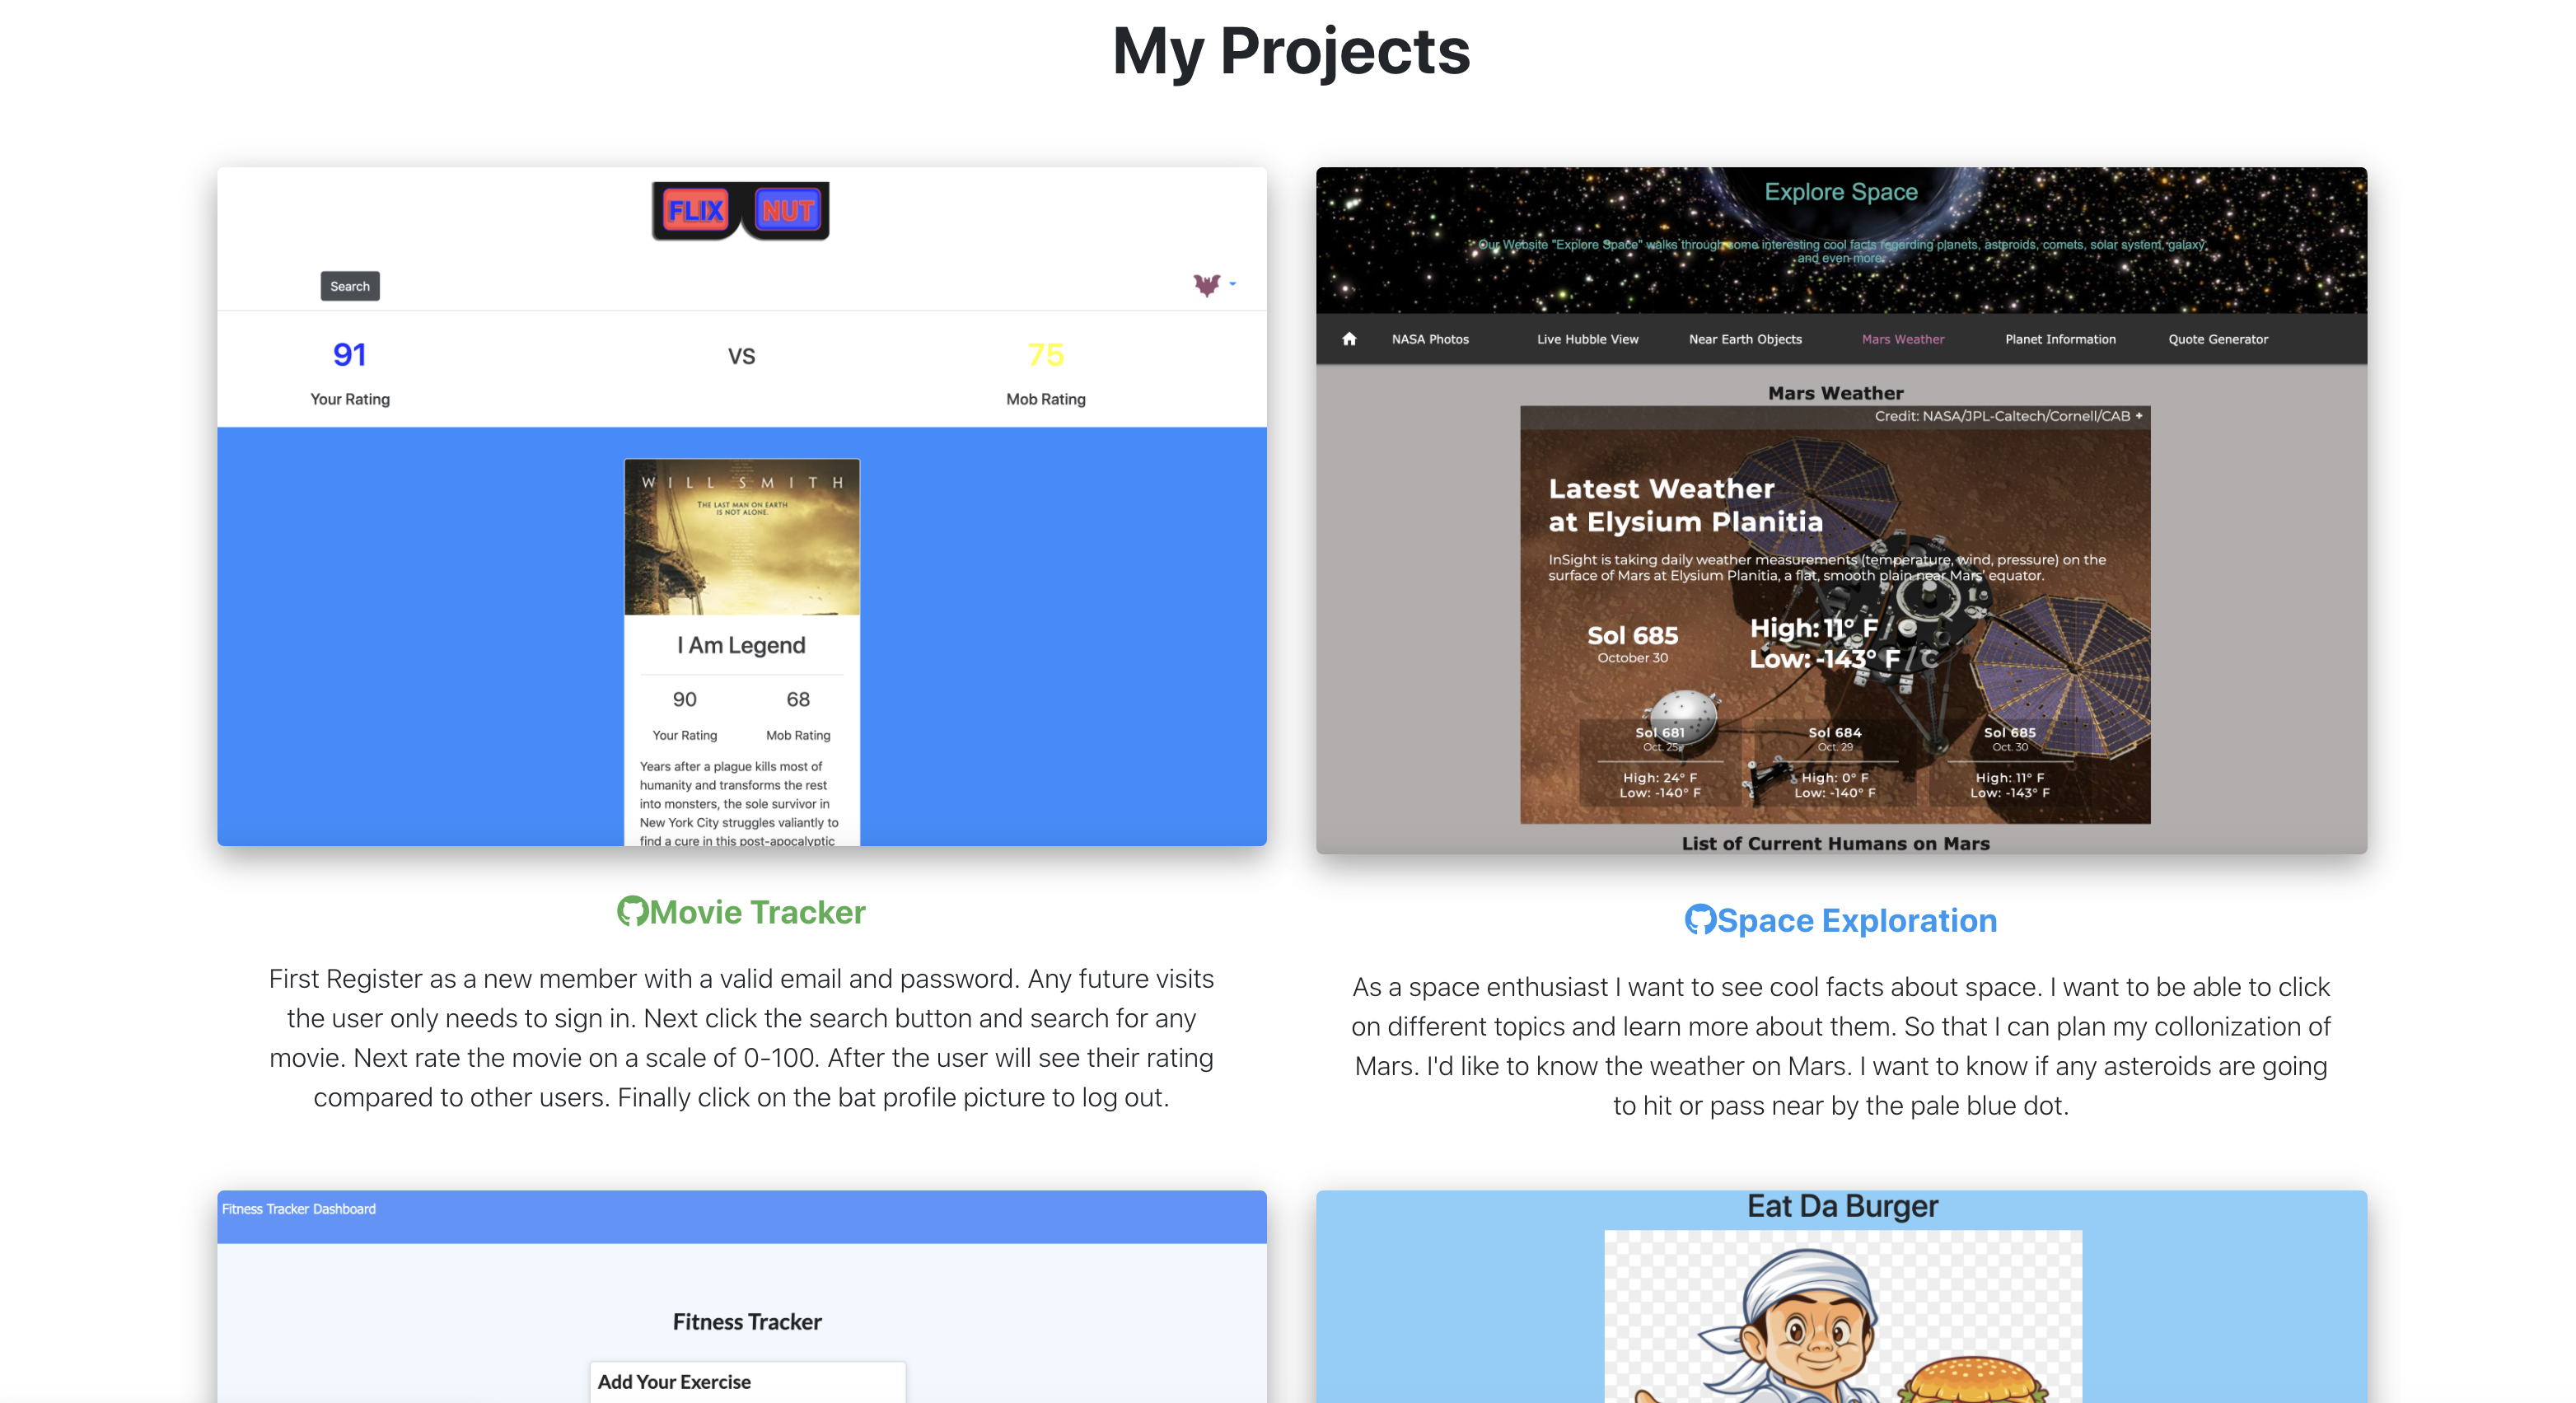 My Projects
FLIX NUT
Search
91
VS
75
Your Rating
Mob Rating
WILL SMITH
THE LAST MAN ON EARTH
IS NOT ALONE.
I Am Legend
90
68
Your Rating
Mob Rating
Years after a plague kills most of
humanity and transforms the rest
into monsters, the sole survivor in
New York City struggles valiantly to
find a cure in this post-apocalyptic
Movie Tracker
First Register as a new member with a valid email and password. Any future visits
the user only needs to sign in. Next click the search button and search for any
movie. Next rate the movie on a scale of 0-100. After the user will see their rating
compared to other users. Finally click on the bat profile picture to log out.
Explore Space
Our Website "Explore Space" walks through some interesting cool facts regarding planets, asteroids, comets, solar system, galaxy,
and even more.
NASA Photos
Live Hubble View
Near Earth Objects
Mars Weather
Planet Information
Quote Generator
Mars Weather
Credit: NASA/JPL-Caltech/Cornell/CAB +
Latest Weather
at Elysium Planitia
InSight is taking daily weather measurements (temperature, wind, pressure) on the
surface of Mars at Elysium Planitia, a flat, smooth plain near Mars' equator.
Sol 685
October 30
High: 11° F
Low: -143° F / C
Sol 681
Oct. 25
High: 24° F
Low: -140° F
Sol 684
Oct. 29
High: 0° F
Low: -140° F
Sol 685
Oct. 30
High: 11° F
Low: -143° F
List of Current Humans on Mars
Space Exploration
As a space enthusiast I want to see cool facts about space. I want to be able to click
on different topics and learn more about them. So that I can plan my collonization of
Mars. I'd like to know the weather on Mars. I want to know if any asteroids are going
to hit or pass near by the pale blue dot.
Fitness Tracker Dashboard
Fitness Tracker
Add Your Exercise
Eat Da Burger